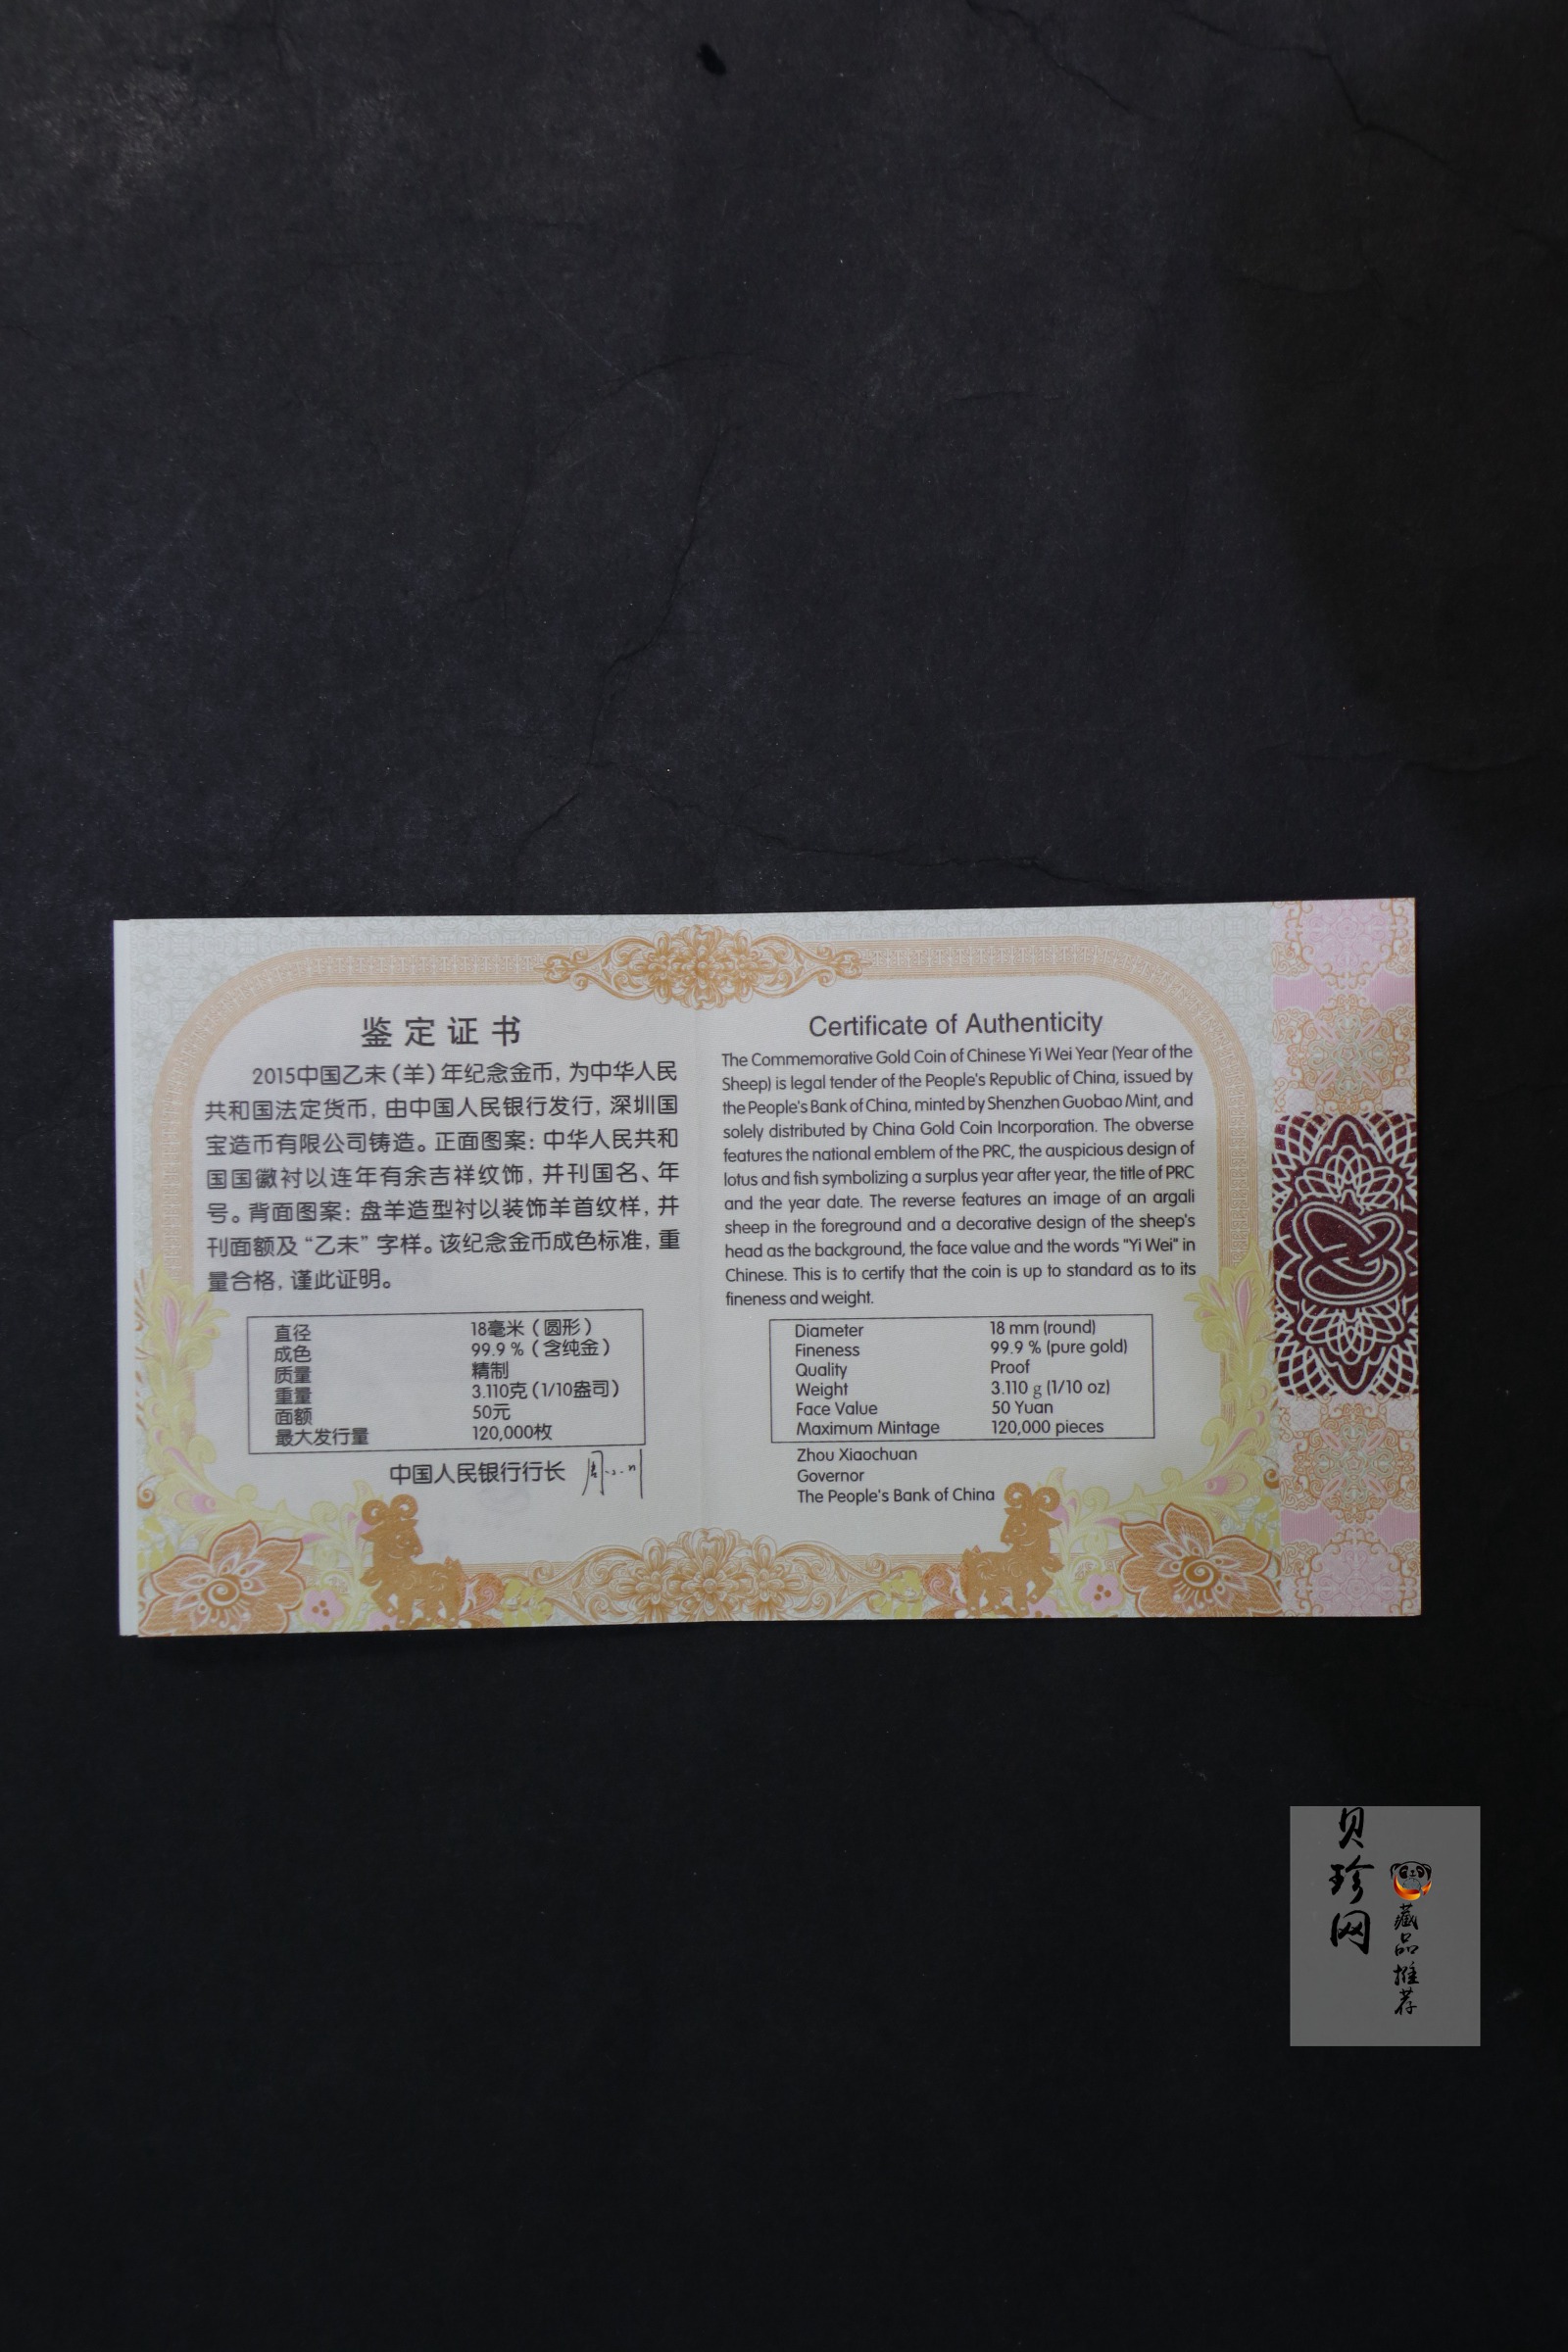 鉴定证书
2015中国乙未（羊）年纪念金币，为中华人民
共和国法定货币，由中国人民银行发行，深圳国
宝造币有限公司铸造。正面图案：中华人民共和
国国徽衬以连年有余吉祥纹饰，并刊国名、年
号。背面图案：盘羊造型衬以装饰羊首纹样，并
刊面额及“乙未”字样。该纪念金币成色标准，重
量合格，谨此证明。
直径 18毫米（圆形）
成色 99.9 %（含纯金）
质量 精制
重量 3.110克（1/10盎司）
面额 50元
最大发行量 120,000枚
中国人民银行行长
Certificate of Authenticity
The Commemorative Gold Coin of Chinese Yi Wei Year (Year of the
Sheep) is legal tender of the People's Republic of China, issued by
the People's Bank of China, minted by Shenzhen Guobao Mint, and
solely distributed by China Gold Coin Incorporation. The obverse
features the national emblem of the PRC, the auspicious design of
lotus and fish symbolizing a surplus year after year, the title of PRC
and the year date. The reverse features an image of an argali
sheep in the foreground and a decorative design of the sheep's
head as the background, the face value and the words "Yi Wei" in
Chinese. This is to certify that the coin is up to standard as to its
fineness and weight.
Diameter 18 mm (round)
Fineness 99.9 % (pure gold)
Quality Proof
Weight 3.110 g (1/10 oz)
Face Value 50 Yuan
Maximum Mintage 120,000 pieces
Zhou Xiaochuan
Governor
The People's Bank of China
贝珍网
藏品推荐